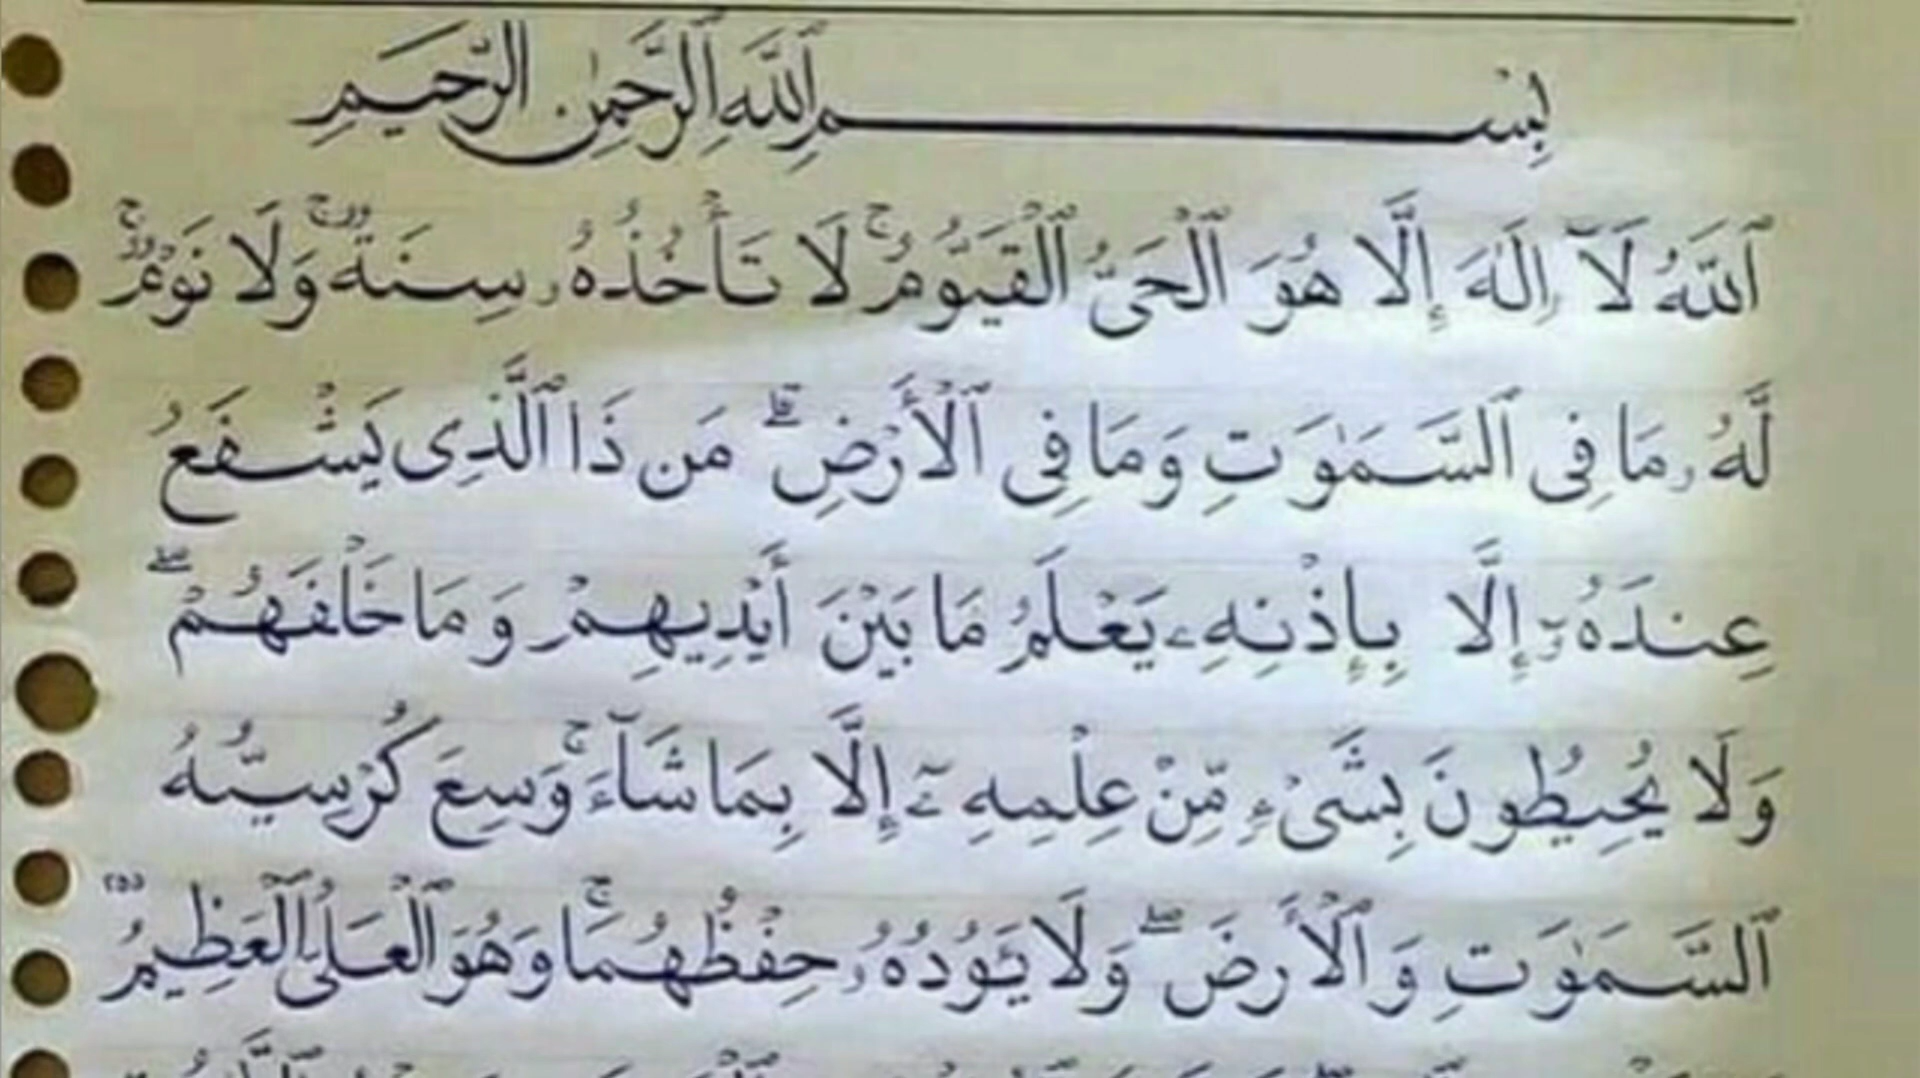 بِسْمِ ٱللَّهِ ٱلرَّحْمَٰنِ ٱلرَّحِيمِ
ٱللَّهُ لَآ إِلَٰهَ إِلَّا هُوَ ٱلْحَىُّ ٱلْقَيُّومُ ۚ لَا تَأْخُذُهُۥ سِنَةٌ ۚ وَلَا نَوْمٌ ۚ
لَّهُۥ مَا فِى ٱلسَّمَٰوَٰتِ وَمَا فِى ٱلْأَرْضِ ۗ مَن ذَا ٱلَّذِى يَشْفَعُ
عِندَهُۥٓ إِلَّا بِإِذْنِهِۦ يَعْلَمُ مَا بَيْنَ أَيْدِيهِمْ وَمَا خَلْفَهُمْ ۖ
وَلَا يُحِيطُونَ بِشَىْءٍ مِّنْ عِلْمِهِۦٓ إِلَّا بِمَا شَآءَ ۚ وَسِعَ كُرْسِيُّهُ
ٱلسَّمَٰوَٰتِ وَٱلْأَرْضَ ۖ وَلَا يَـُٔودُهُۥ حِفْظُهُمَا ۚ وَهُوَ ٱلْعَلِىُّ ٱلْعَظِيمُ